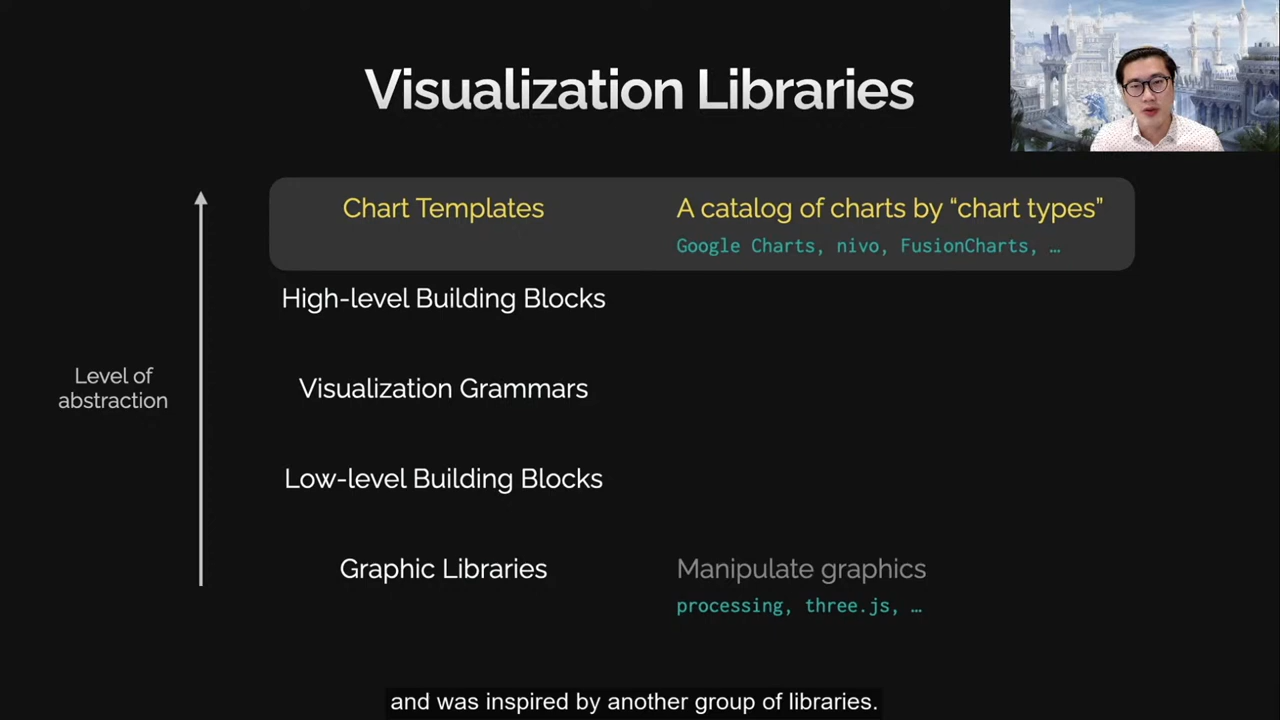 Visualization Libraries
Chart Templates
A catalog of charts by “chart types”
Google Charts, nivo, FusionCharts, …
High-level Building Blocks
Level of
abstraction
Visualization Grammars
Low-level Building Blocks
Graphic Libraries
Manipulate graphics
processing, three.js, …
and was inspired by another group of libraries.